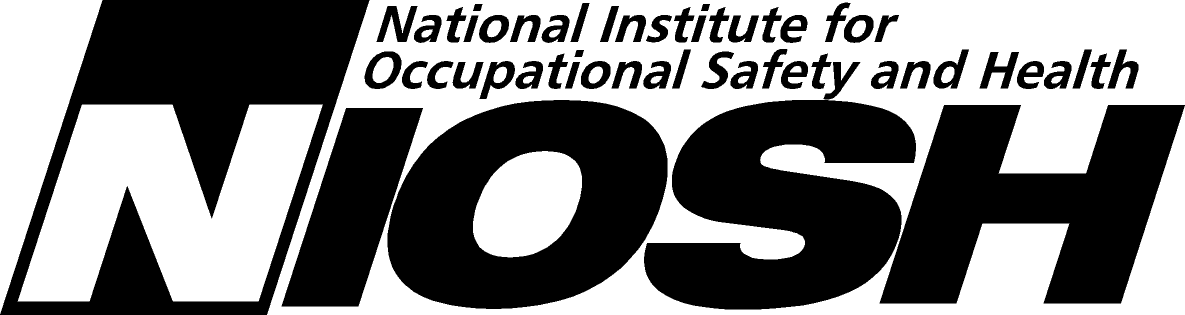 National Institute for
Occupational Safety and Health
NIOSH